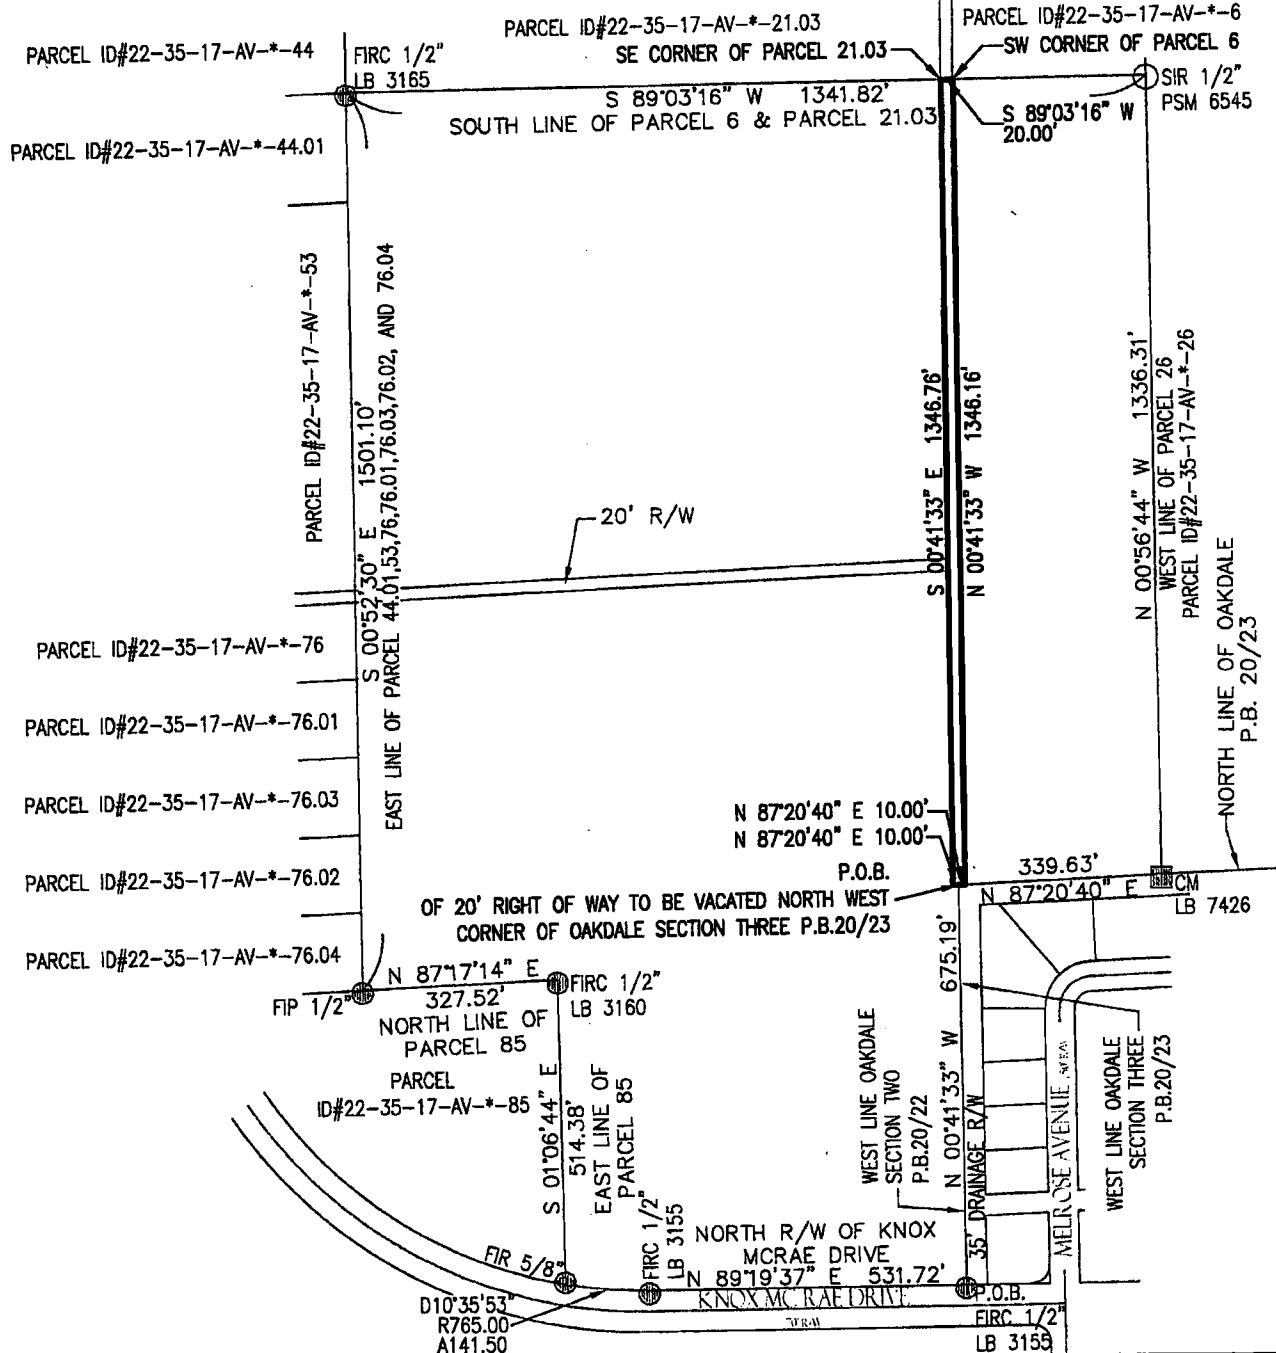 PARCEL ID#22-35-17-AV-*-21.03
PARCEL ID#22-35-17-AV-*-6
PARCEL ID#22-35-17-AV-*-44
FIRC 1/2"
LB 3165
SE CORNER OF PARCEL 21.03
SW CORNER OF PARCEL 6
SIR 1/2"
PSM 6545
S 89°03'16" W 1341.82'
SOUTH LINE OF PARCEL 6 & PARCEL 21.03
S 89°03'16" W
20.00'
PARCEL ID#22-35-17-AV-*-44.01
PARCEL ID#22-35-17-AV-*-53
S 00°52'30" E 1501.10'
EAST LINE OF PARCEL 44.01,53,76,76.01,76.03,76.02, AND 76.04
20' R/W
S 00°41'33" E 1346.76'
N 00°41'33" W 1346.16'
N 00°56'44" W 1336.31'
WEST LINE OF PARCEL 26
PARCEL ID#22-35-17-AV-*-26
NORTH LINE OF OAKDALE
P.B. 20/23
PARCEL ID#22-35-17-AV-*-76
PARCEL ID#22-35-17-AV-*-76.01
PARCEL ID#22-35-17-AV-*-76.03
PARCEL ID#22-35-17-AV-*-76.02
PARCEL ID#22-35-17-AV-*-76.04
N 87°20'40" E 10.00'
N 87°20'40" E 10.00'
P.O.B.
OF 20' RIGHT OF WAY TO BE VACATED NORTH WEST
CORNER OF OAKDALE SECTION THREE P.B.20/23
339.63'
N 87°20'40" E
CM
LB 7426
FIP 1/2"
N 87°17'14" E
327.52'
NORTH LINE OF
PARCEL 85
FIRC 1/2"
LB 3160
PARCEL
ID#22-35-17-AV-*-85
S 01°06'44" E
514.38'
EAST LINE OF
PARCEL 85
WEST LINE OAKDALE
SECTION TWO
P.B.20/22
N 00°41'33" W 675.19'
35' DRAINAGE R/W
MELROSE AVENUE 50' R/W
WEST LINE OAKDALE
SECTION THREE
P.B.20/23
FIR 5/8"
FIRC 1/2"
LB 3155
NORTH R/W OF KNOX
MCRAE DRIVE
N 89°19'37" E 531.72'
KNOX MC RAE DRIVE
70' R/W
D10°35'53"
R765.00
A141.50
P.O.B.
FIRC 1/2"
LB 3155